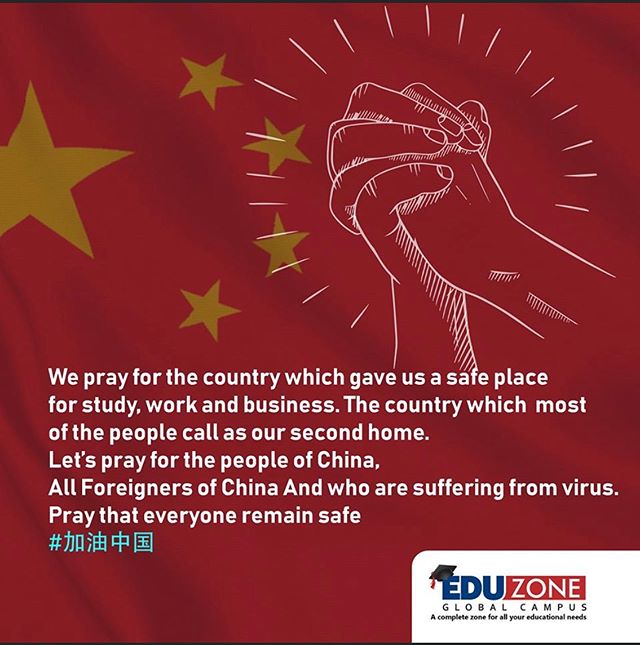 We pray for the country which gave us a safe place
for study, work and business. The country which most
of the people call as our second home.
Let's pray for the people of China,
All Foreigners of China And who are suffering from virus.
Pray that everyone remain safe
#加油中国
EDUZONE
GLOBAL CAMPUS
A complete zone for all your educational needs